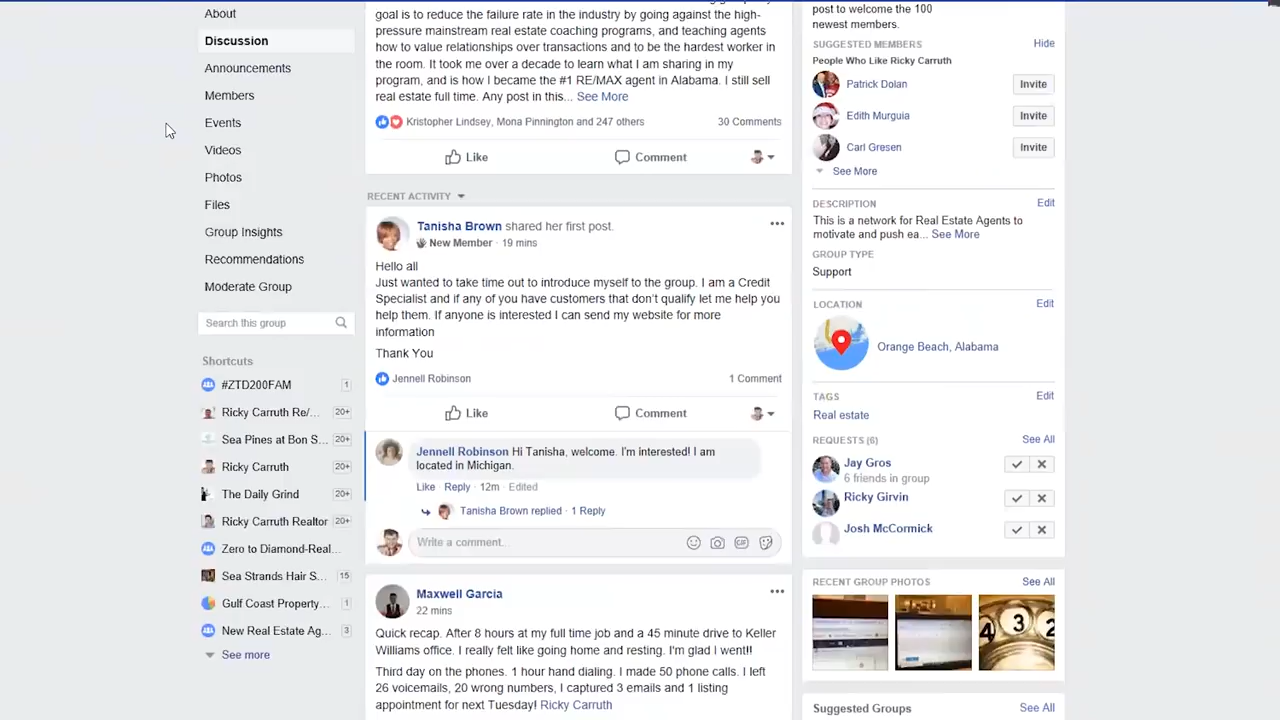 About
Discussion
Announcements
Members
Events
Videos
Photos
Files
Group Insights
Recommendations
Moderate Group
Search this group
Shortcuts
#ZTD200FAM 1
Ricky Carruth Re/... 20+
Sea Pines at Bon S... 20+
Ricky Carruth 20+
The Daily Grind 20+
Ricky Carruth Realtor 20+
Zero to Diamond-Real...
Sea Strands Hair S... 15
Gulf Coast Property... 1
New Real Estate Ag... 3
See more
goal is to reduce the failure rate in the industry by going against the high-
pressure mainstream real estate coaching programs, and teaching agents
how to value relationships over transactions and to be the hardest worker in
the room. It took me over a decade to learn what I am sharing in my
program, and is how I became the #1 RE/MAX agent in Alabama. I still sell
real estate full time. Any post in this... See More
Kristopher Lindsey, Mona Pinnington and 247 others 30 Comments
Like Comment
RECENT ACTIVITY
Tanisha Brown shared her first post.
New Member · 19 mins
Hello all
Just wanted to take time out to introduce myself to the group. I am a Credit
Specialist and if any of you have customers that don't qualify let me help you
help them. If anyone is interested I can send my website for more
information
Thank You
Jennell Robinson 1 Comment
Like Comment
Jennell Robinson Hi Tanisha, welcome. I'm interested! I am
located in Michigan.
Like · Reply · 12m · Edited
Tanisha Brown replied · 1 Reply
Write a comment...
GIF
Maxwell Garcia
22 mins
Quick recap. After 8 hours at my full time job and a 45 minute drive to Keller
Williams office. I really felt like going home and resting. I'm glad I went!!
Third day on the phones. 1 hour hand dialing. I made 50 phone calls. I left
26 voicemails, 20 wrong numbers, I captured 3 emails and 1 listing
appointment for next Tuesday! Ricky Carruth
post to welcome the 100
newest members.
SUGGESTED MEMBERS Hide
People Who Like Ricky Carruth
Patrick Dolan Invite
Edith Murguia Invite
Carl Gresen Invite
See More
DESCRIPTION Edit
This is a network for Real Estate Agents to
motivate and push ea... See More
GROUP TYPE
Support
LOCATION Edit
Orange Beach, Alabama
TAGS Edit
Real estate
REQUESTS (6) See All
Jay Gros
6 friends in group
Ricky Girvin
Josh McCormick
RECENT GROUP PHOTOS See All
4 3 2
Suggested Groups See All